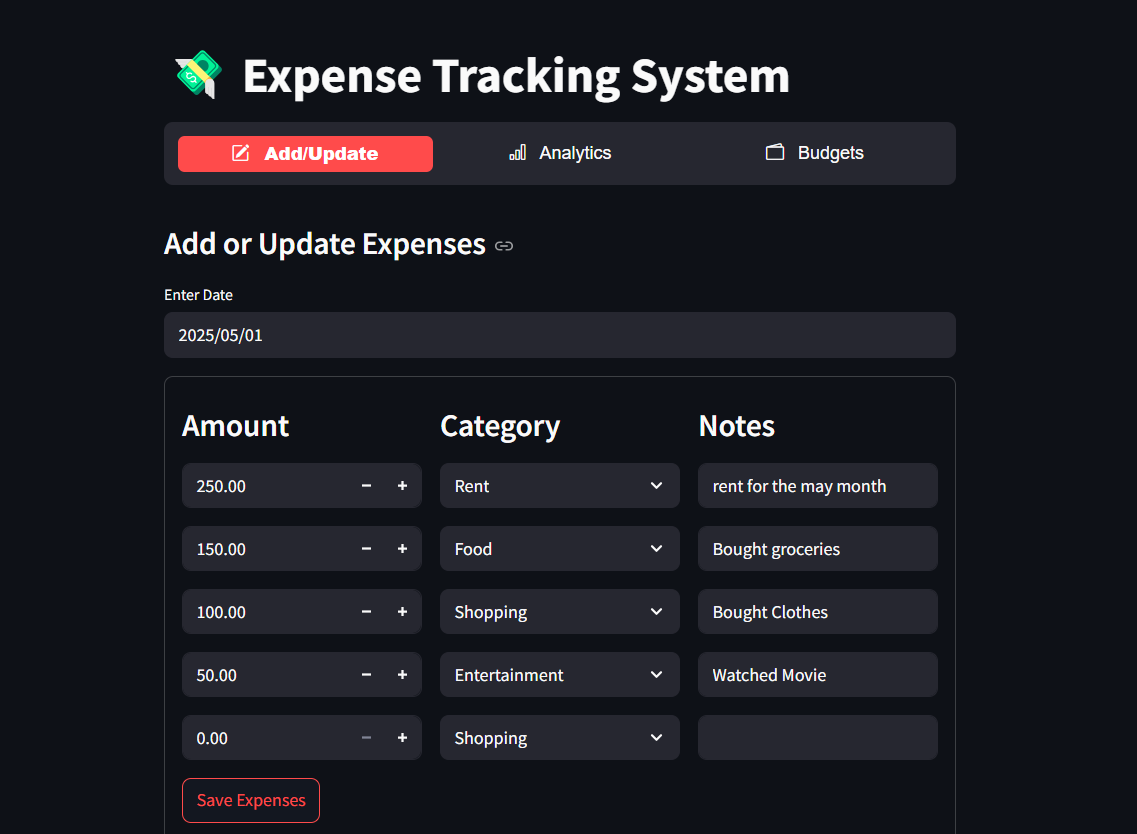 Expense Tracking System
Add/Update Analytics Budgets
Add or Update Expenses
Enter Date
2025/05/01
Amount Category Notes
250.00 Rent rent for the may month
150.00 Food Bought groceries
100.00 Shopping Bought Clothes
50.00 Entertainment Watched Movie
0.00 Shopping
Save Expenses